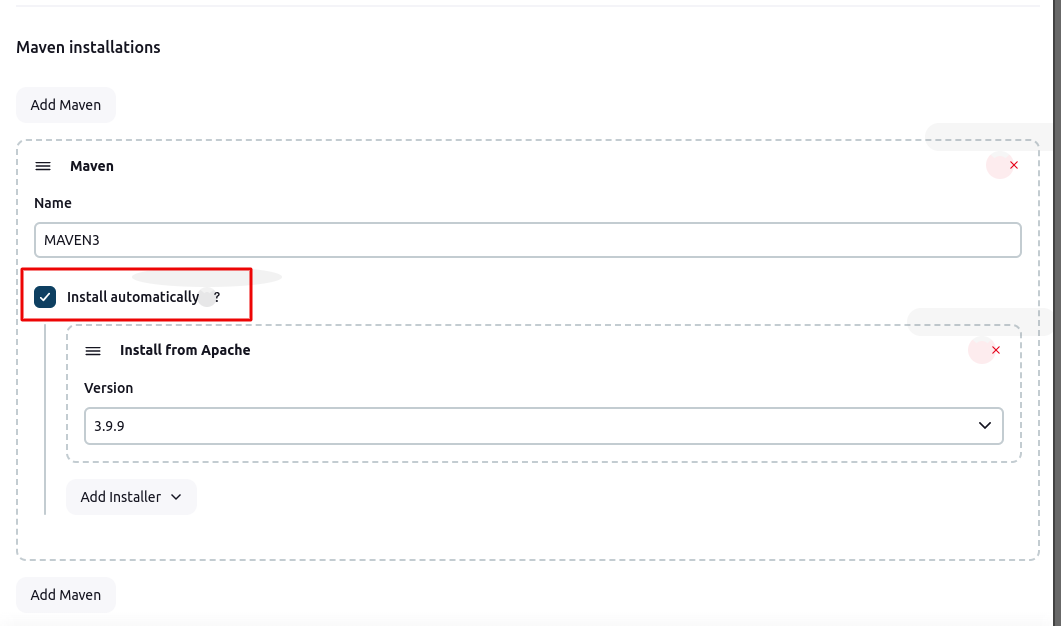 Maven installations
Add Maven
Maven
Name
MAVEN3
Install automatically ?
Install from Apache
Version
3.9.9
Add Installer
Add Maven